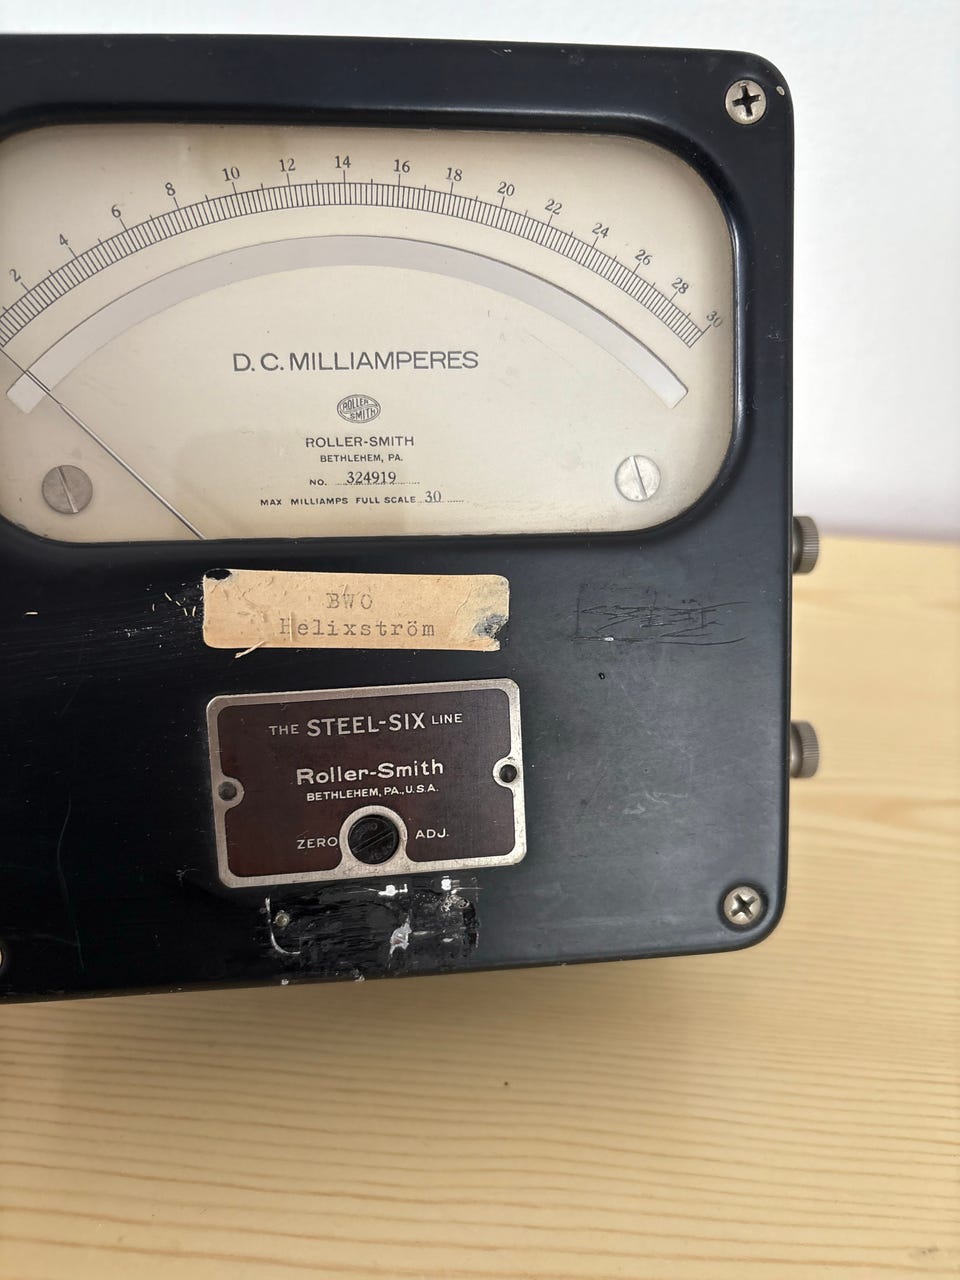 2 4 6 8 10 12 14 16 18 20 22 24 26 28 30
D.C. MILLIAMPERES
ROLLER
SMITH
ROLLER-SMITH
BETHLEHEM, PA.
NO. 324919
MAX MILLIAMPS FULL SCALE 30
BWO
Helixström
THE STEEL-SIX LINE
Roller-Smith
BETHLEHEM, PA., U.S.A.
ZERO ADJ.